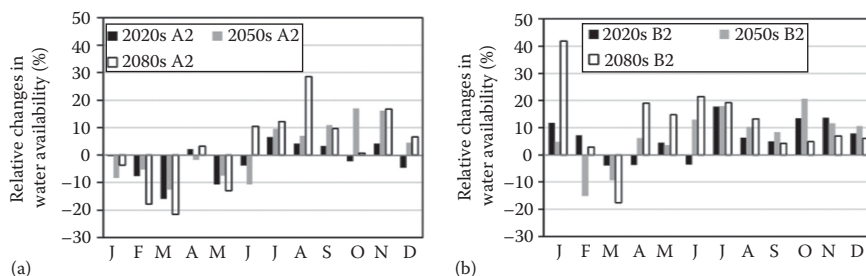 Relative changes in
water availability (%)
50
40
30
20
10
0
−10
−20
−30
2020s A2 2050s A2
2080s A2
J F M A M J J A S O N D
(a)
Relative changes in
water availability (%)
50
40
30
20
10
0
−10
−20
−30
2020s B2 2050s B2
2080s B2
J F M A M J J A S O N D
(b)